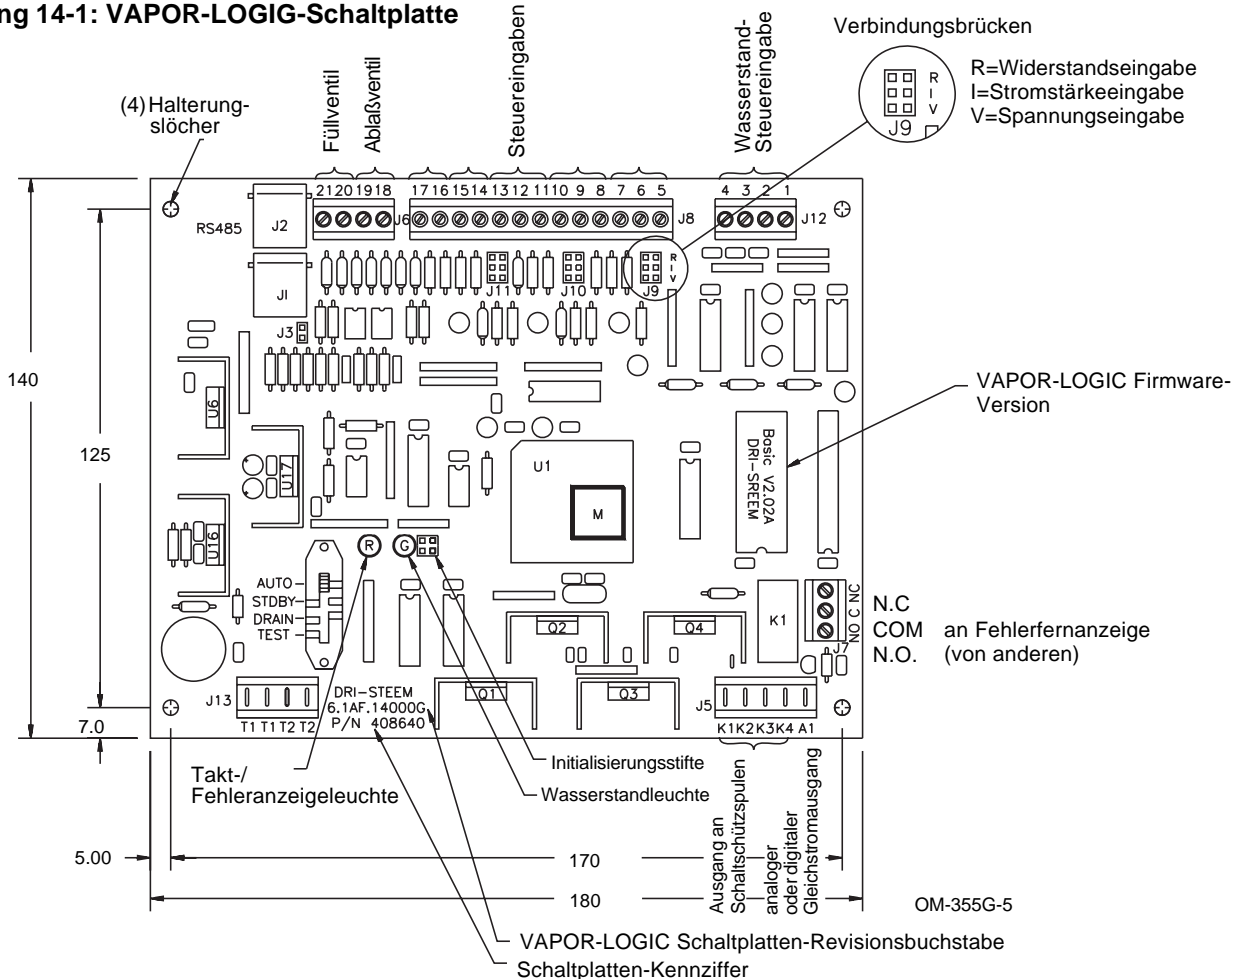 ng 14-1: VAPOR-LOGIG-Schaltplatte
Verbindungsbrücken
R=Widerstandseingabe
I=Stromstärkeeingabe
V=Spannungseingabe
R
I
V
J9
(4) Halterung-
slöcher
Füllventil
Ablaßventil
Steuereingaben
Wasserstand-
Steuereingabe
21 20 19 18 17 16 15 14 13 12 11 10 9 8 7 6 5 4 3 2 1
RS485
J2
J6
J8
J12
J1
J11
J10
J9
R
I
V
J3
140
125
7.0
VAPOR-LOGIC Firmware-
Version
U6
U17
U16
U1
M
Basic V2.02A
DRI-SREEM
R
G
AUTO
STDBY
DRAIN
TEST
Q2
Q4
K1
NO C NC
J7
N.C
COM an Fehlerfernanzeige
N.O. (von anderen)
J13
T1 T1 T2 T2
DRI-STEEM
6.1AF.14000G
P/N 408640
Q1
Q3
J5
K1 K2 K3 K4 A1
Initialisierungsstifte
Takt-/
Fehleranzeigeleuchte
Wasserstandleuchte
Ausgang an
Schaltschützspulen
analoger
oder digitaler
Gleichstromausgang
5.00
170
180
OM-355G-5
VAPOR-LOGIC Schaltplatten-Revisionsbuchstabe
Schaltplatten-Kennziffer